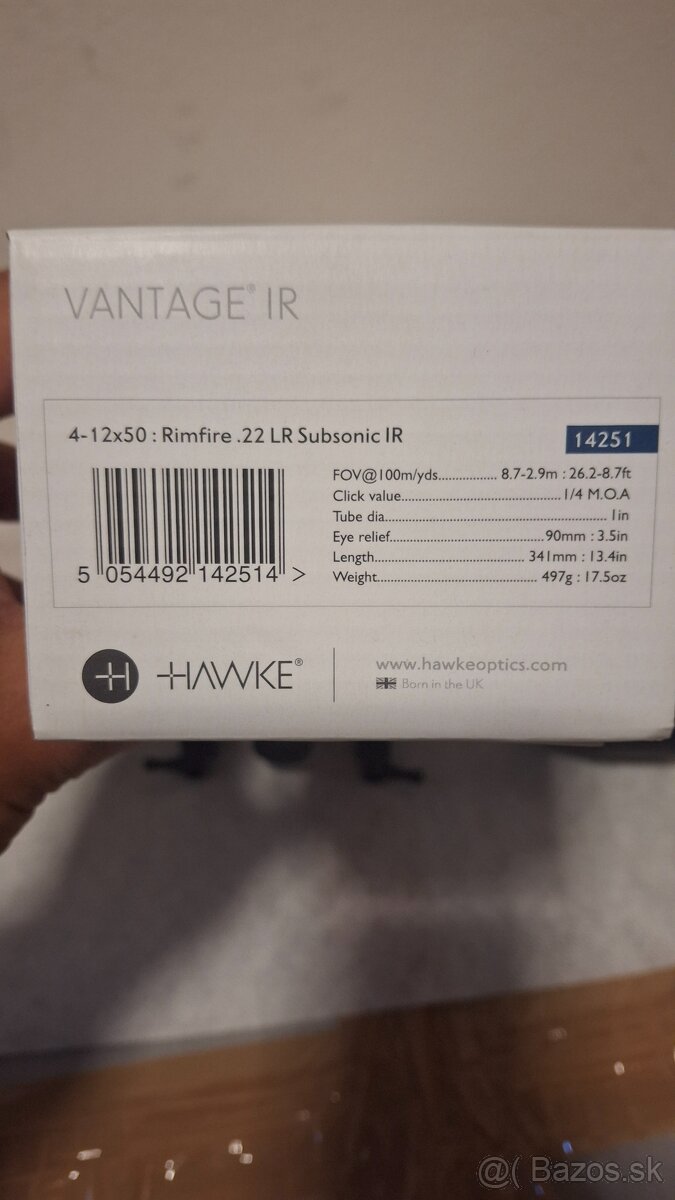 VANTAGE® IR
4-12x50 : Rimfire .22 LR Subsonic IR
14251
FOV@100m/yds................. 8.7-2.9m : 26.2-8.7ft
Click value........................................ 1/4 M.O.A
Tube dia........................................................ 1in
Eye relief....................................... 90mm : 3.5in
Length...................................... 341mm : 13.4in
Weight........................................ 497g : 17.5oz
5 054492 142514 >
H HAWKE®
www.hawkeoptics.com
Born in the UK
@( Bazos.sk